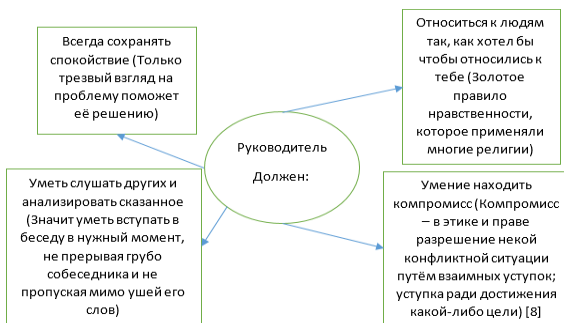 Всегда сохранять
спокойствие (Только
трезвый взгляд на
проблему поможет
её решению)
Относиться к людям
так, как хотел бы
чтобы относились к
тебе (Золотое
правило
нравственности,
которое применяли
многие религии)
Руководитель
Должен:
Уметь слушать других и
анализировать сказанное
(Значит уметь вступать в
беседу в нужный момент,
не прерывая грубо
собеседника и не
пропуская мимо ушей его
слов)
Умение находить
компромисс (Компромисс
– в этике и праве
разрешение некой
конфликтной ситуации
путём взаимных уступок;
уступка ради достижения
какой-либо цели) [8]